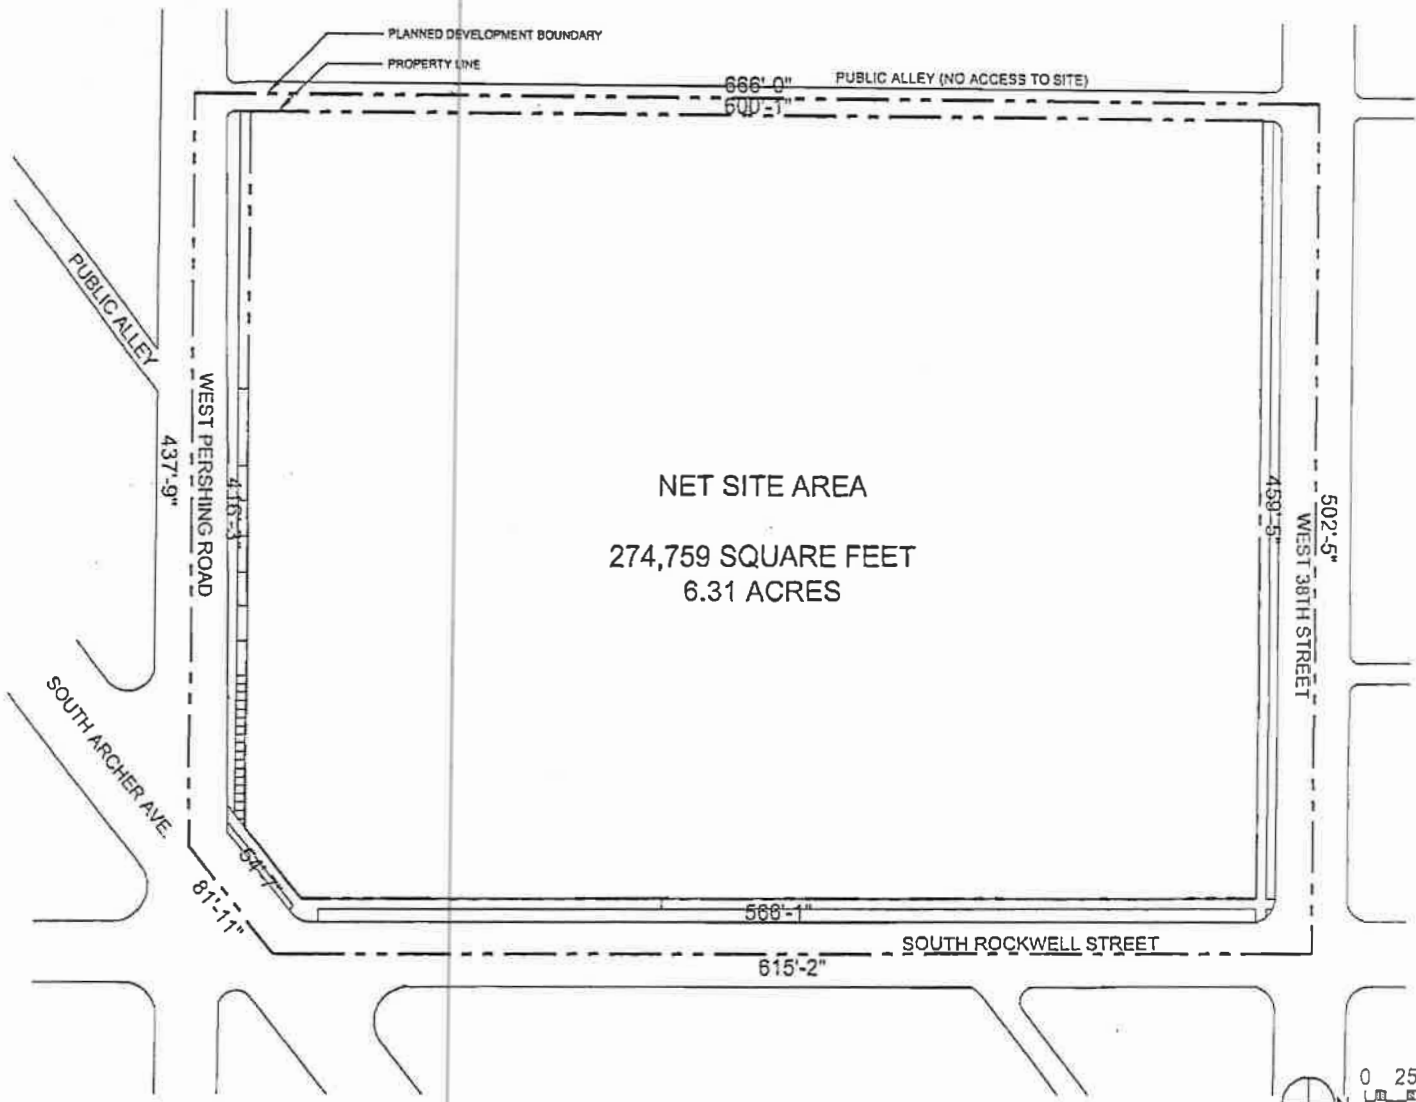 PLANNED DEVELOPMENT BOUNDARY
PROPERTY LINE
666'-0"
PUBLIC ALLEY (NO ACCESS TO SITE)
600'-1"
PUBLIC ALLEY
WEST PERSHING ROAD
437'-9"
416'-3"
NET SITE AREA
274,759 SQUARE FEET
6.31 ACRES
459'-5"
502'-5"
WEST 38TH STREET
SOUTH ARCHER AVE.
54'-7"
81'-11"
566'-1"
SOUTH ROCKWELL STREET
615'-2"
0 25